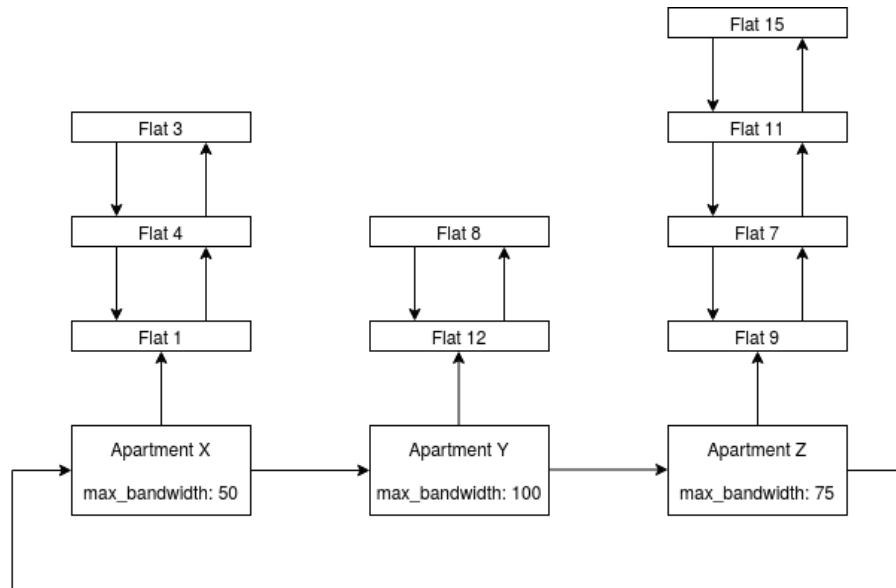 Flat 15
Flat 3
Flat 11
Flat 4
Flat 8
Flat 7
Flat 1
Flat 12
Flat 9
Apartment X
max_bandwidth: 50
Apartment Y
max_bandwidth: 100
Apartment Z
max_bandwidth: 75